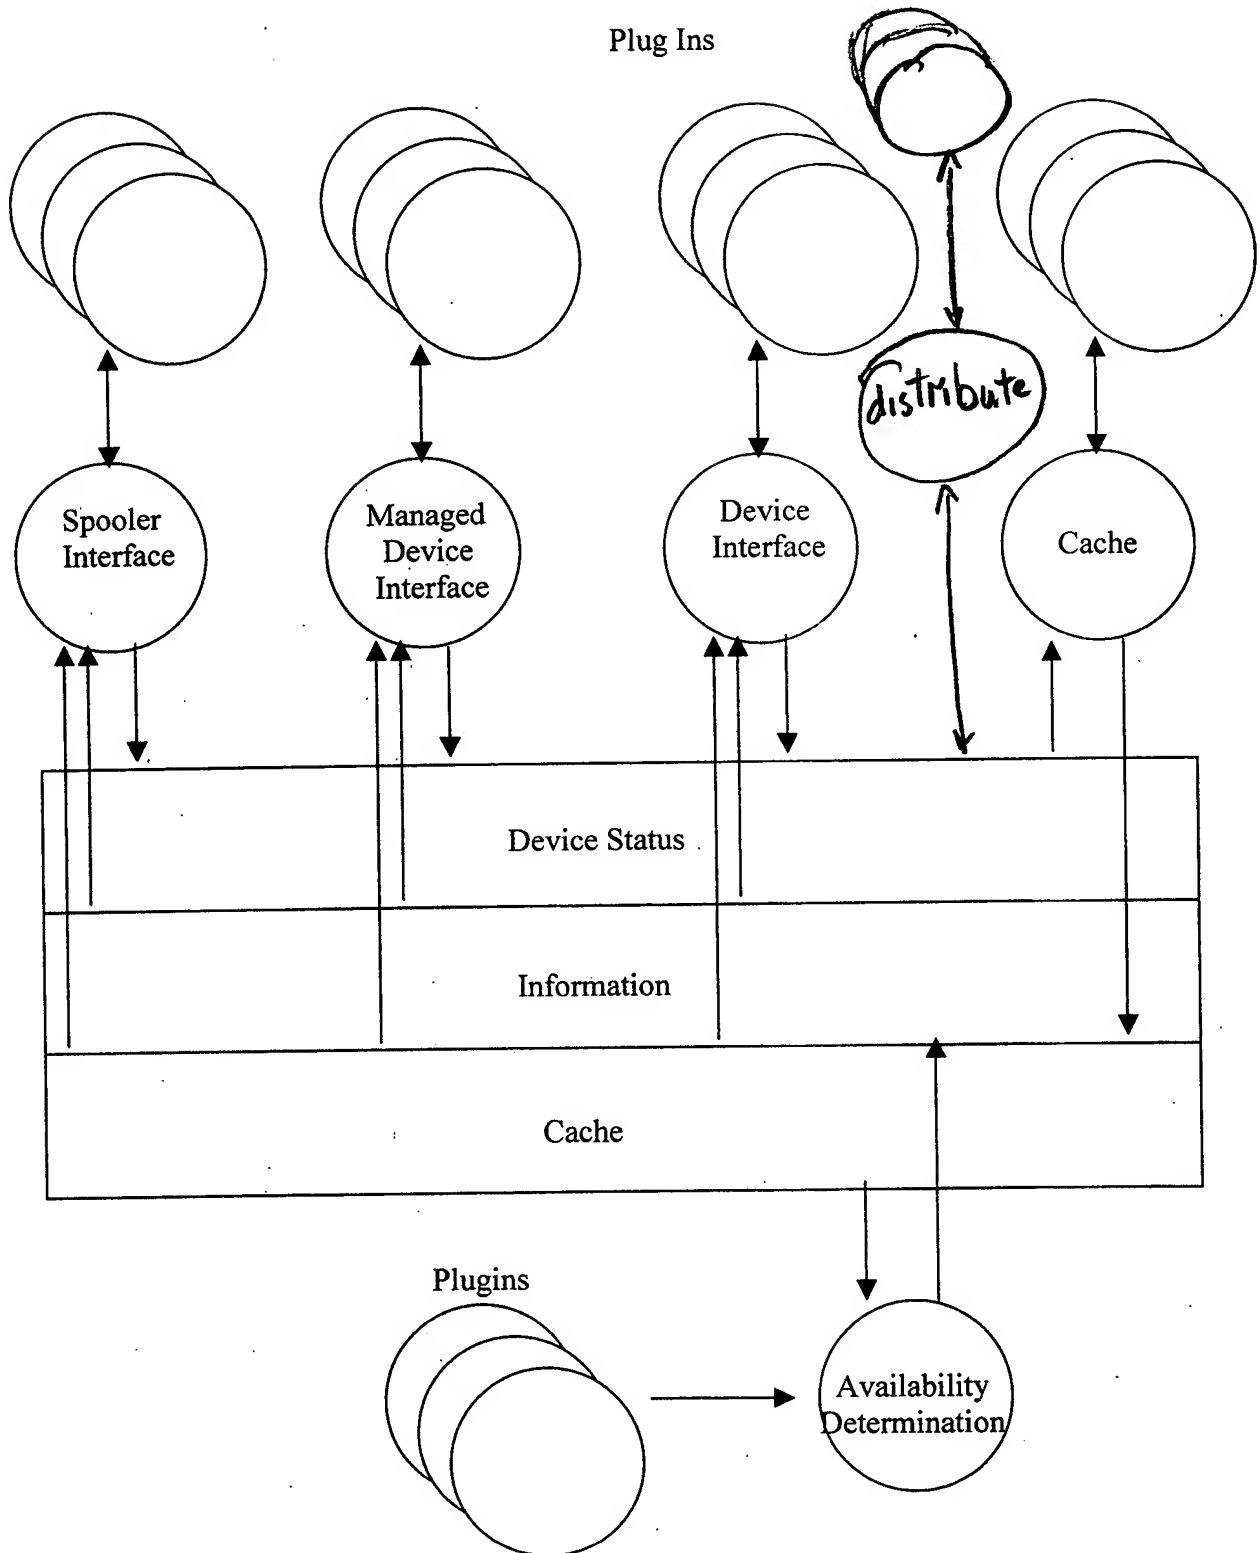 Plug Ins
distribute
Spooler
Interface
Managed
Device
Interface
Device
Interface
Cache
Device Status
Information
Cache
Plugins
Availability
Determination